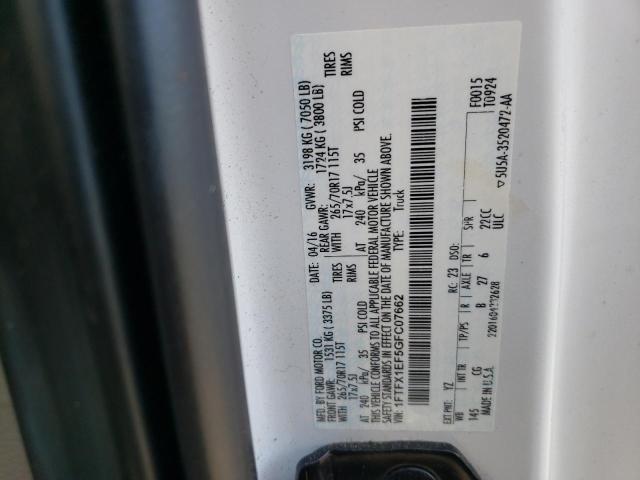 MFD. BY FORD MOTOR CO.
DATE: 04/16 GVWR: 3198 KG ( 7050 LB)
FRONT GAWR: 1531 KG ( 3375 LB) REAR GAWR: 1724 KG ( 3800 LB)
265/70R17 115T TIRES WITH 265/70R17 115T TIRES
17x7.5J RIMS 17x7.5J RIMS
AT 240 kPa/ 35 PSI COLD AT 240 kPa/ 35 PSI COLD
THIS VEHICLE CONFORMS TO ALL APPLICABLE FEDERAL MOTOR VEHICLE
SAFETY STANDARDS IN EFFECT ON THE DATE OF MANUFACTURE SHOWN ABOVE.
VIN: 1FTFX1EF5GFC07662 TYPE: Truck
F0015
T0924
EXT PNT: YZ RC: 23 DSO:
WB INT TR TP/PS R AXLE TR SPR
145 CG B 27 6 22CC
MADE IN U.S.A. ULC
▽5U5A-3520472-AA